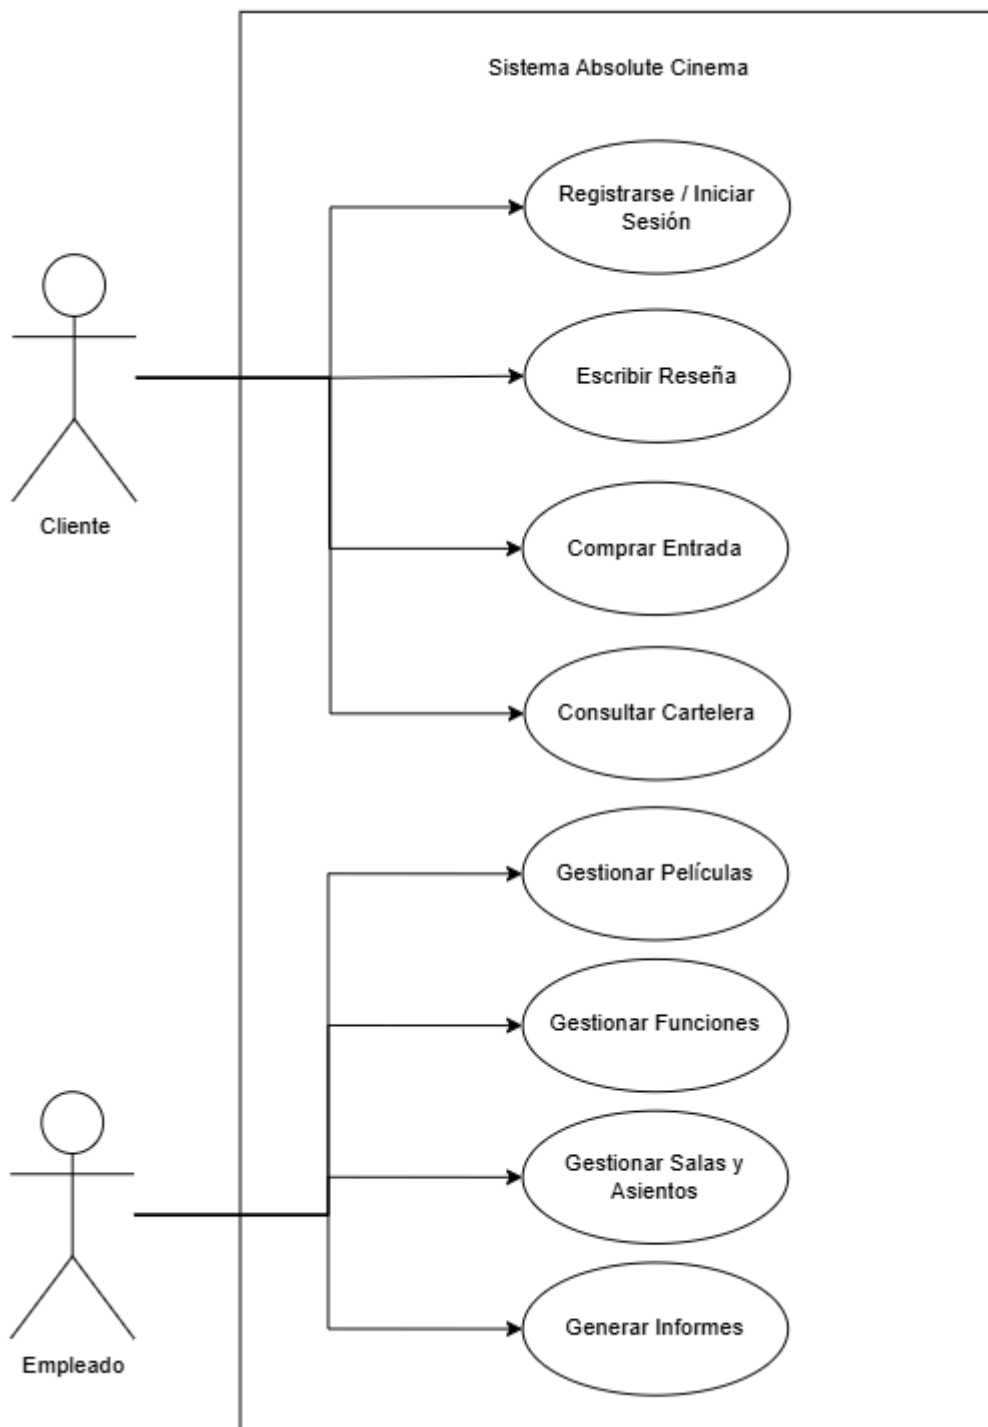 Sistema Absolute Cinema
Registrarse / Iniciar
Sesión
Escribir Reseña
Cliente
Comprar Entrada
Consultar Cartelera
Gestionar Películas
Gestionar Funciones
Gestionar Salas y
Asientos
Generar Informes
Empleado